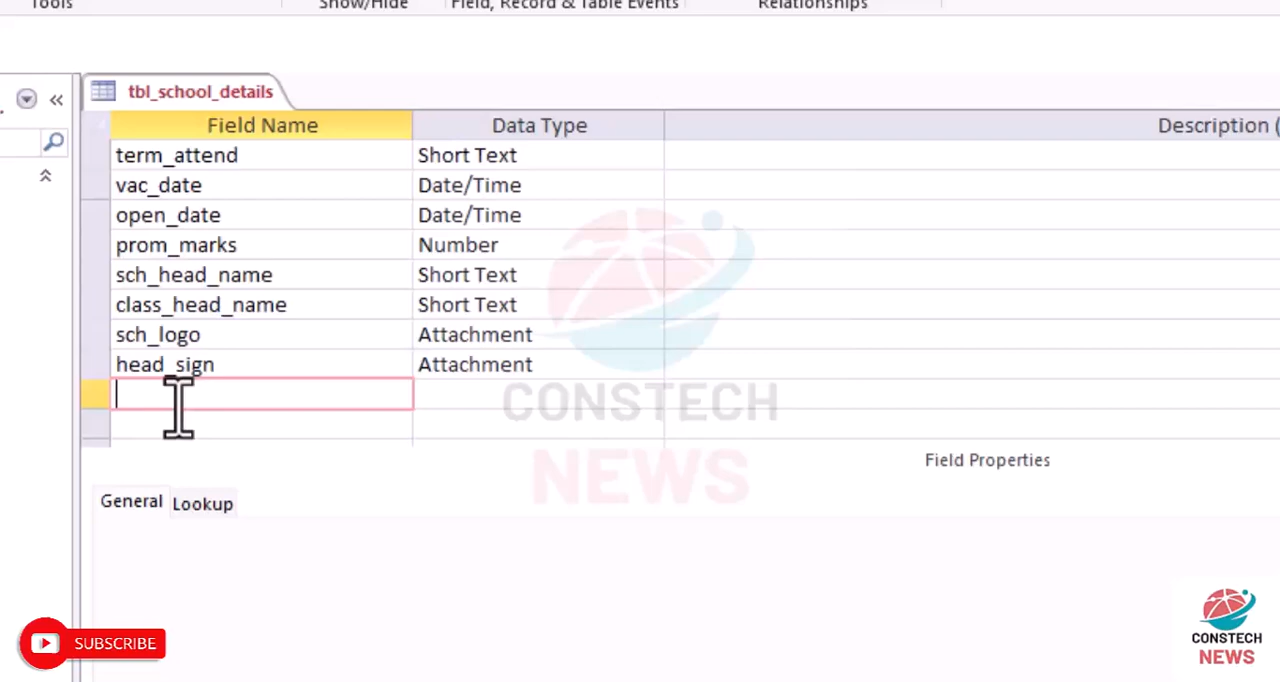 Tools Show/Hide Field, Record & Table Events Relationships
tbl_school_details
Field Name Data Type Description (
term_attend Short Text
vac_date Date/Time
open_date Date/Time
prom_marks Number
sch_head_name Short Text
class_head_name Short Text
sch_logo Attachment
head_sign Attachment
CONSTECH
NEWS
Field Properties
General Lookup
SUBSCRIBE
CONSTECH
NEWS